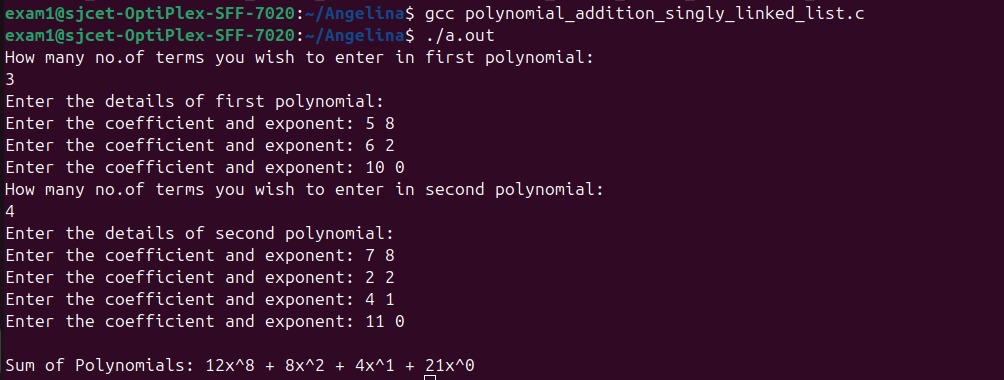 exam1@sjcet-OptiPlex-SFF-7020:~/Angelina$ gcc polynomial_addition_singly_linked_list.c
exam1@sjcet-OptiPlex-SFF-7020:~/Angelina$ ./a.out
How many no.of terms you wish to enter in first polynomial:
3
Enter the details of first polynomial:
Enter the coefficient and exponent: 5 8
Enter the coefficient and exponent: 6 2
Enter the coefficient and exponent: 10 0
How many no.of terms you wish to enter in second polynomial:
4
Enter the details of second polynomial:
Enter the coefficient and exponent: 7 8
Enter the coefficient and exponent: 2 2
Enter the coefficient and exponent: 4 1
Enter the coefficient and exponent: 11 0
Sum of Polynomials: 12x^8 + 8x^2 + 4x^1 + 21x^0